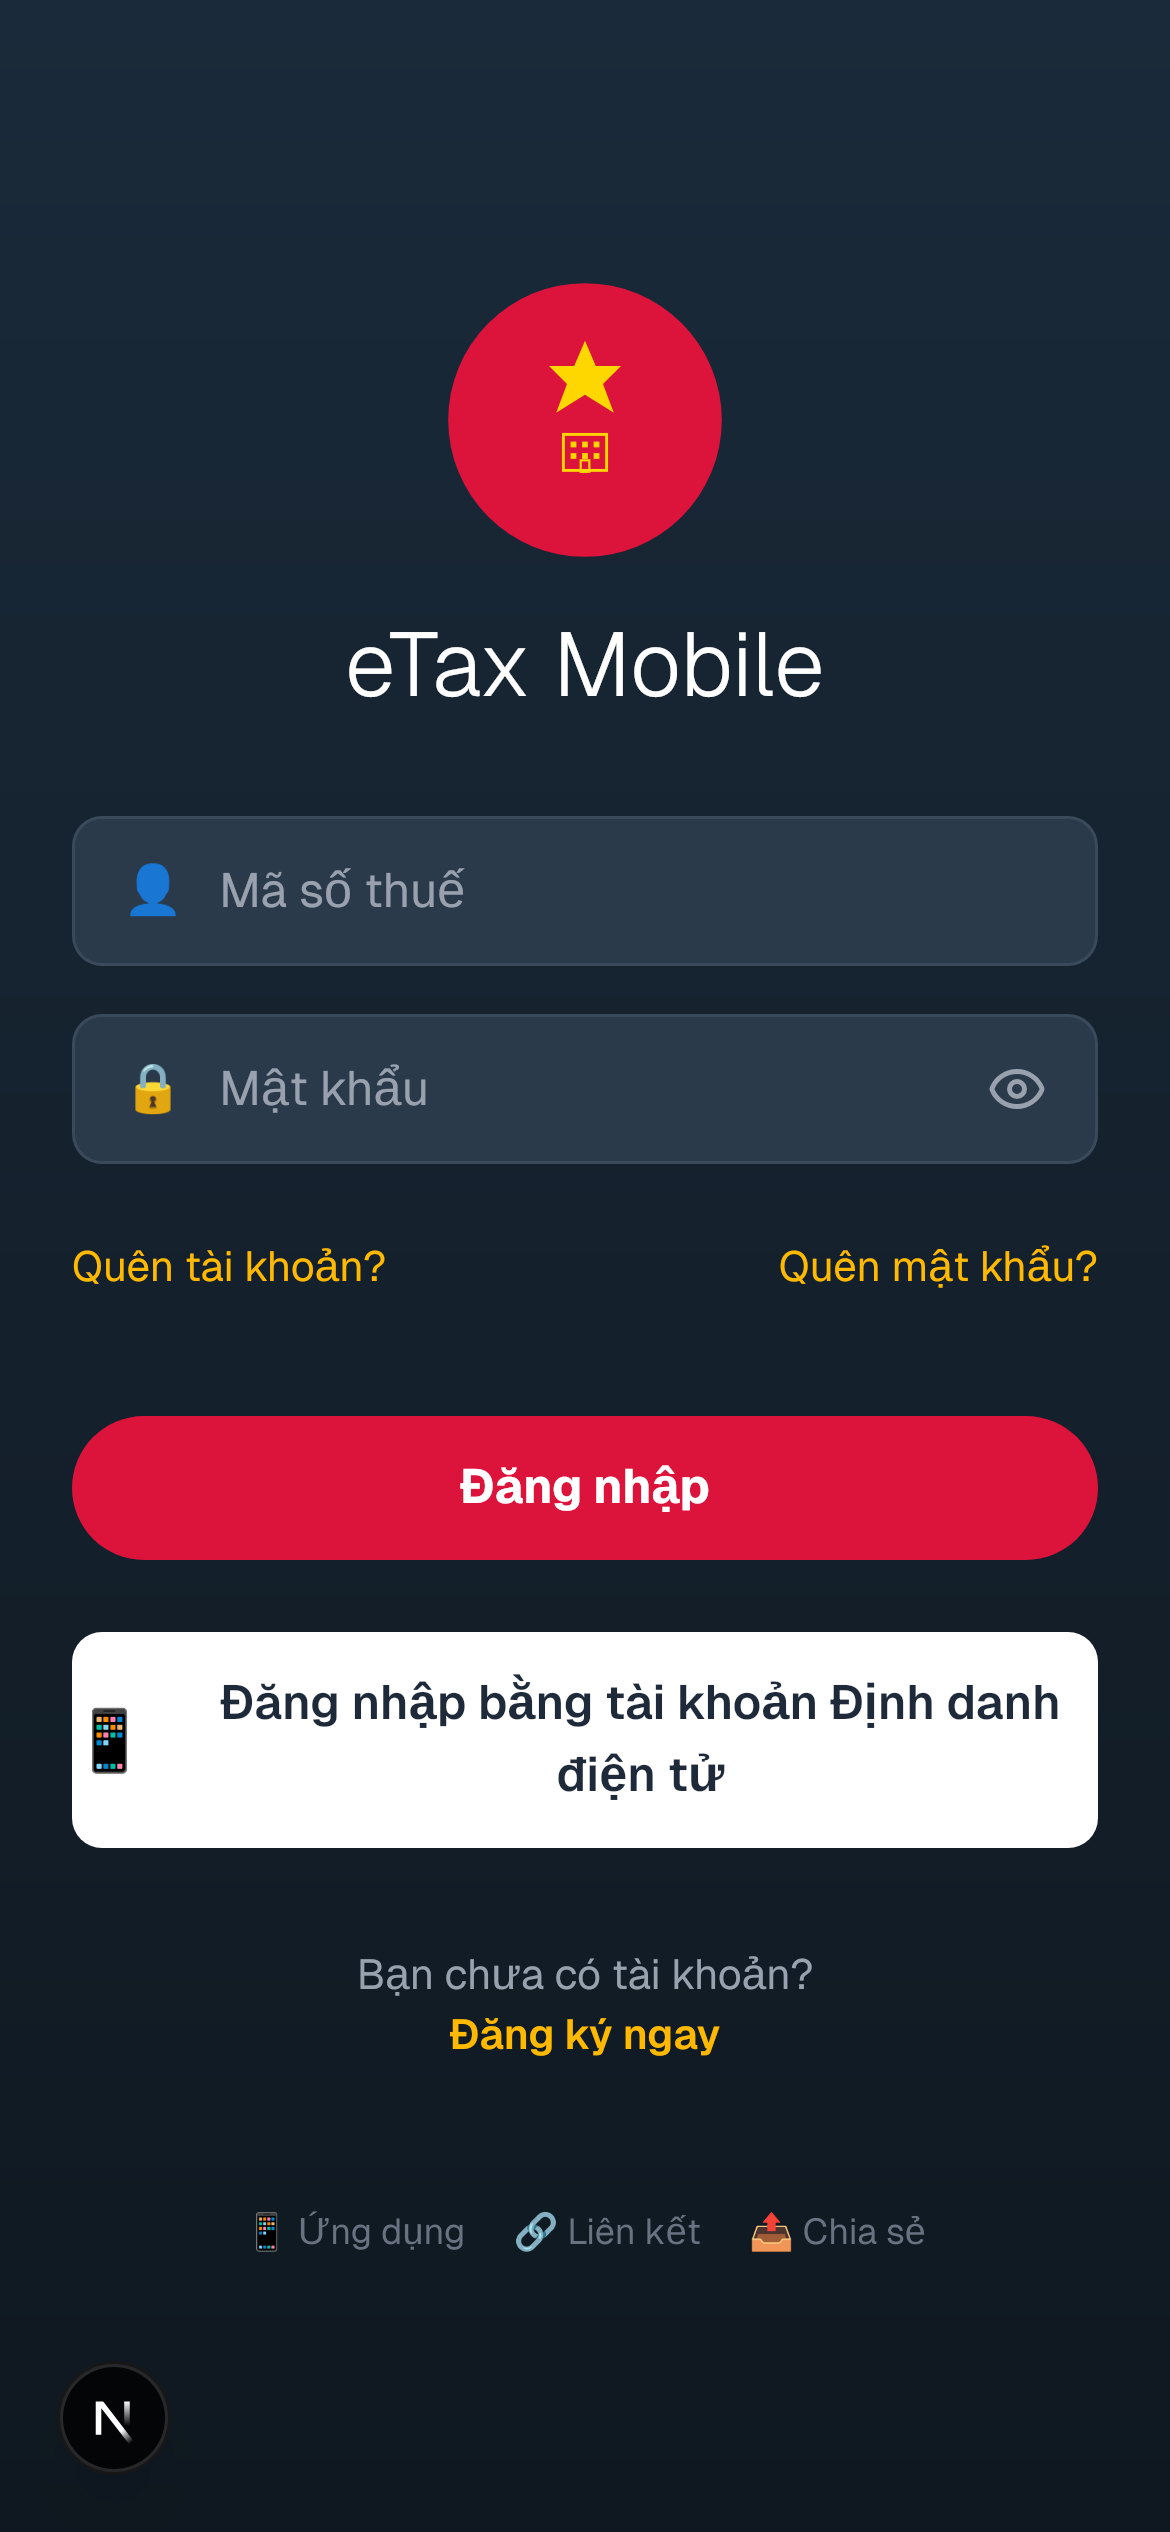 eTax Mobile
Mã số thuế
Mật khẩu
Quên tài khoản? Quên mật khẩu?
Đăng nhập
Đăng nhập bằng tài khoản Định danh
điện tử
Bạn chưa có tài khoản?
Đăng ký ngay
Ứng dụng Liên kết Chia sẻ
N